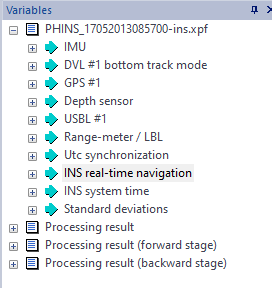 Variables
PHINS_17052013085700-ins.xpf
IMU
DVL #1 bottom track mode
GPS #1
Depth sensor
USBL #1
Range-meter / LBL
Utc synchronization
INS real-time navigation
INS system time
Standard deviations
Processing result
Processing result (forward stage)
Processing result (backward stage)